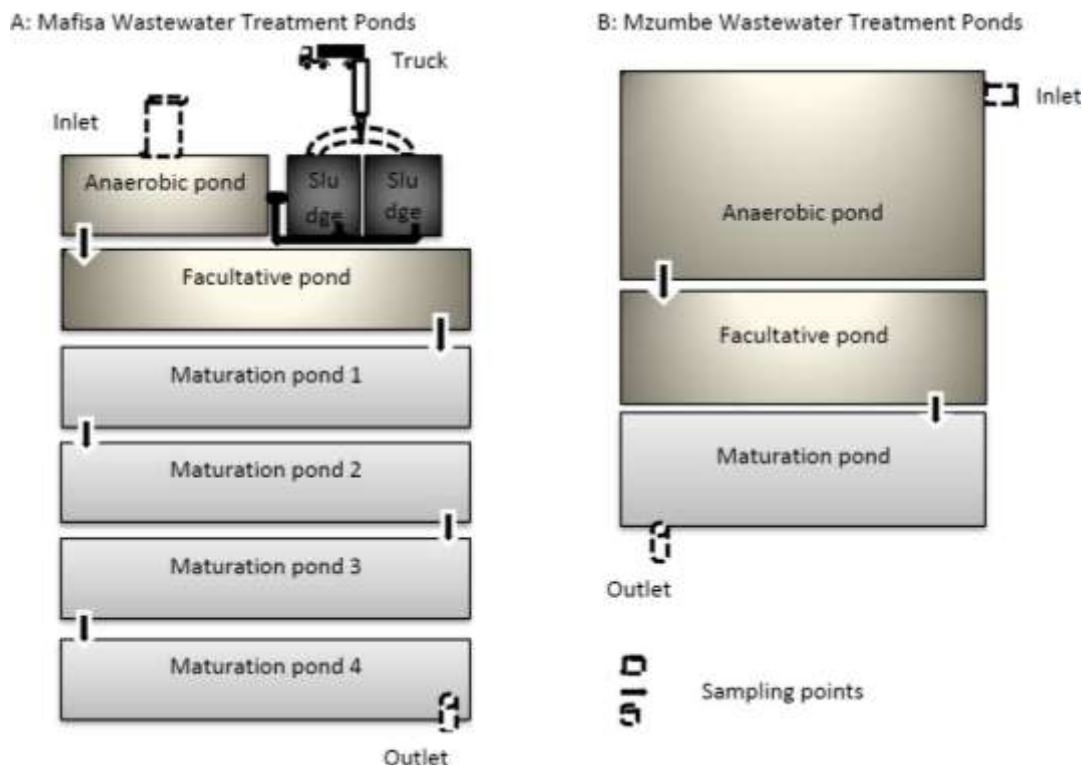 A: Mafisa Wastewater Treatment Ponds
Truck
Inlet
Anaerobic pond
Slu
dge
Slu
dge
Facultative pond
Maturation pond 1
Maturation pond 2
Maturation pond 3
Maturation pond 4
Outlet
B: Mzumbe Wastewater Treatment Ponds
Inlet
Anaerobic pond
Facultative pond
Maturation pond
Outlet
Sampling points